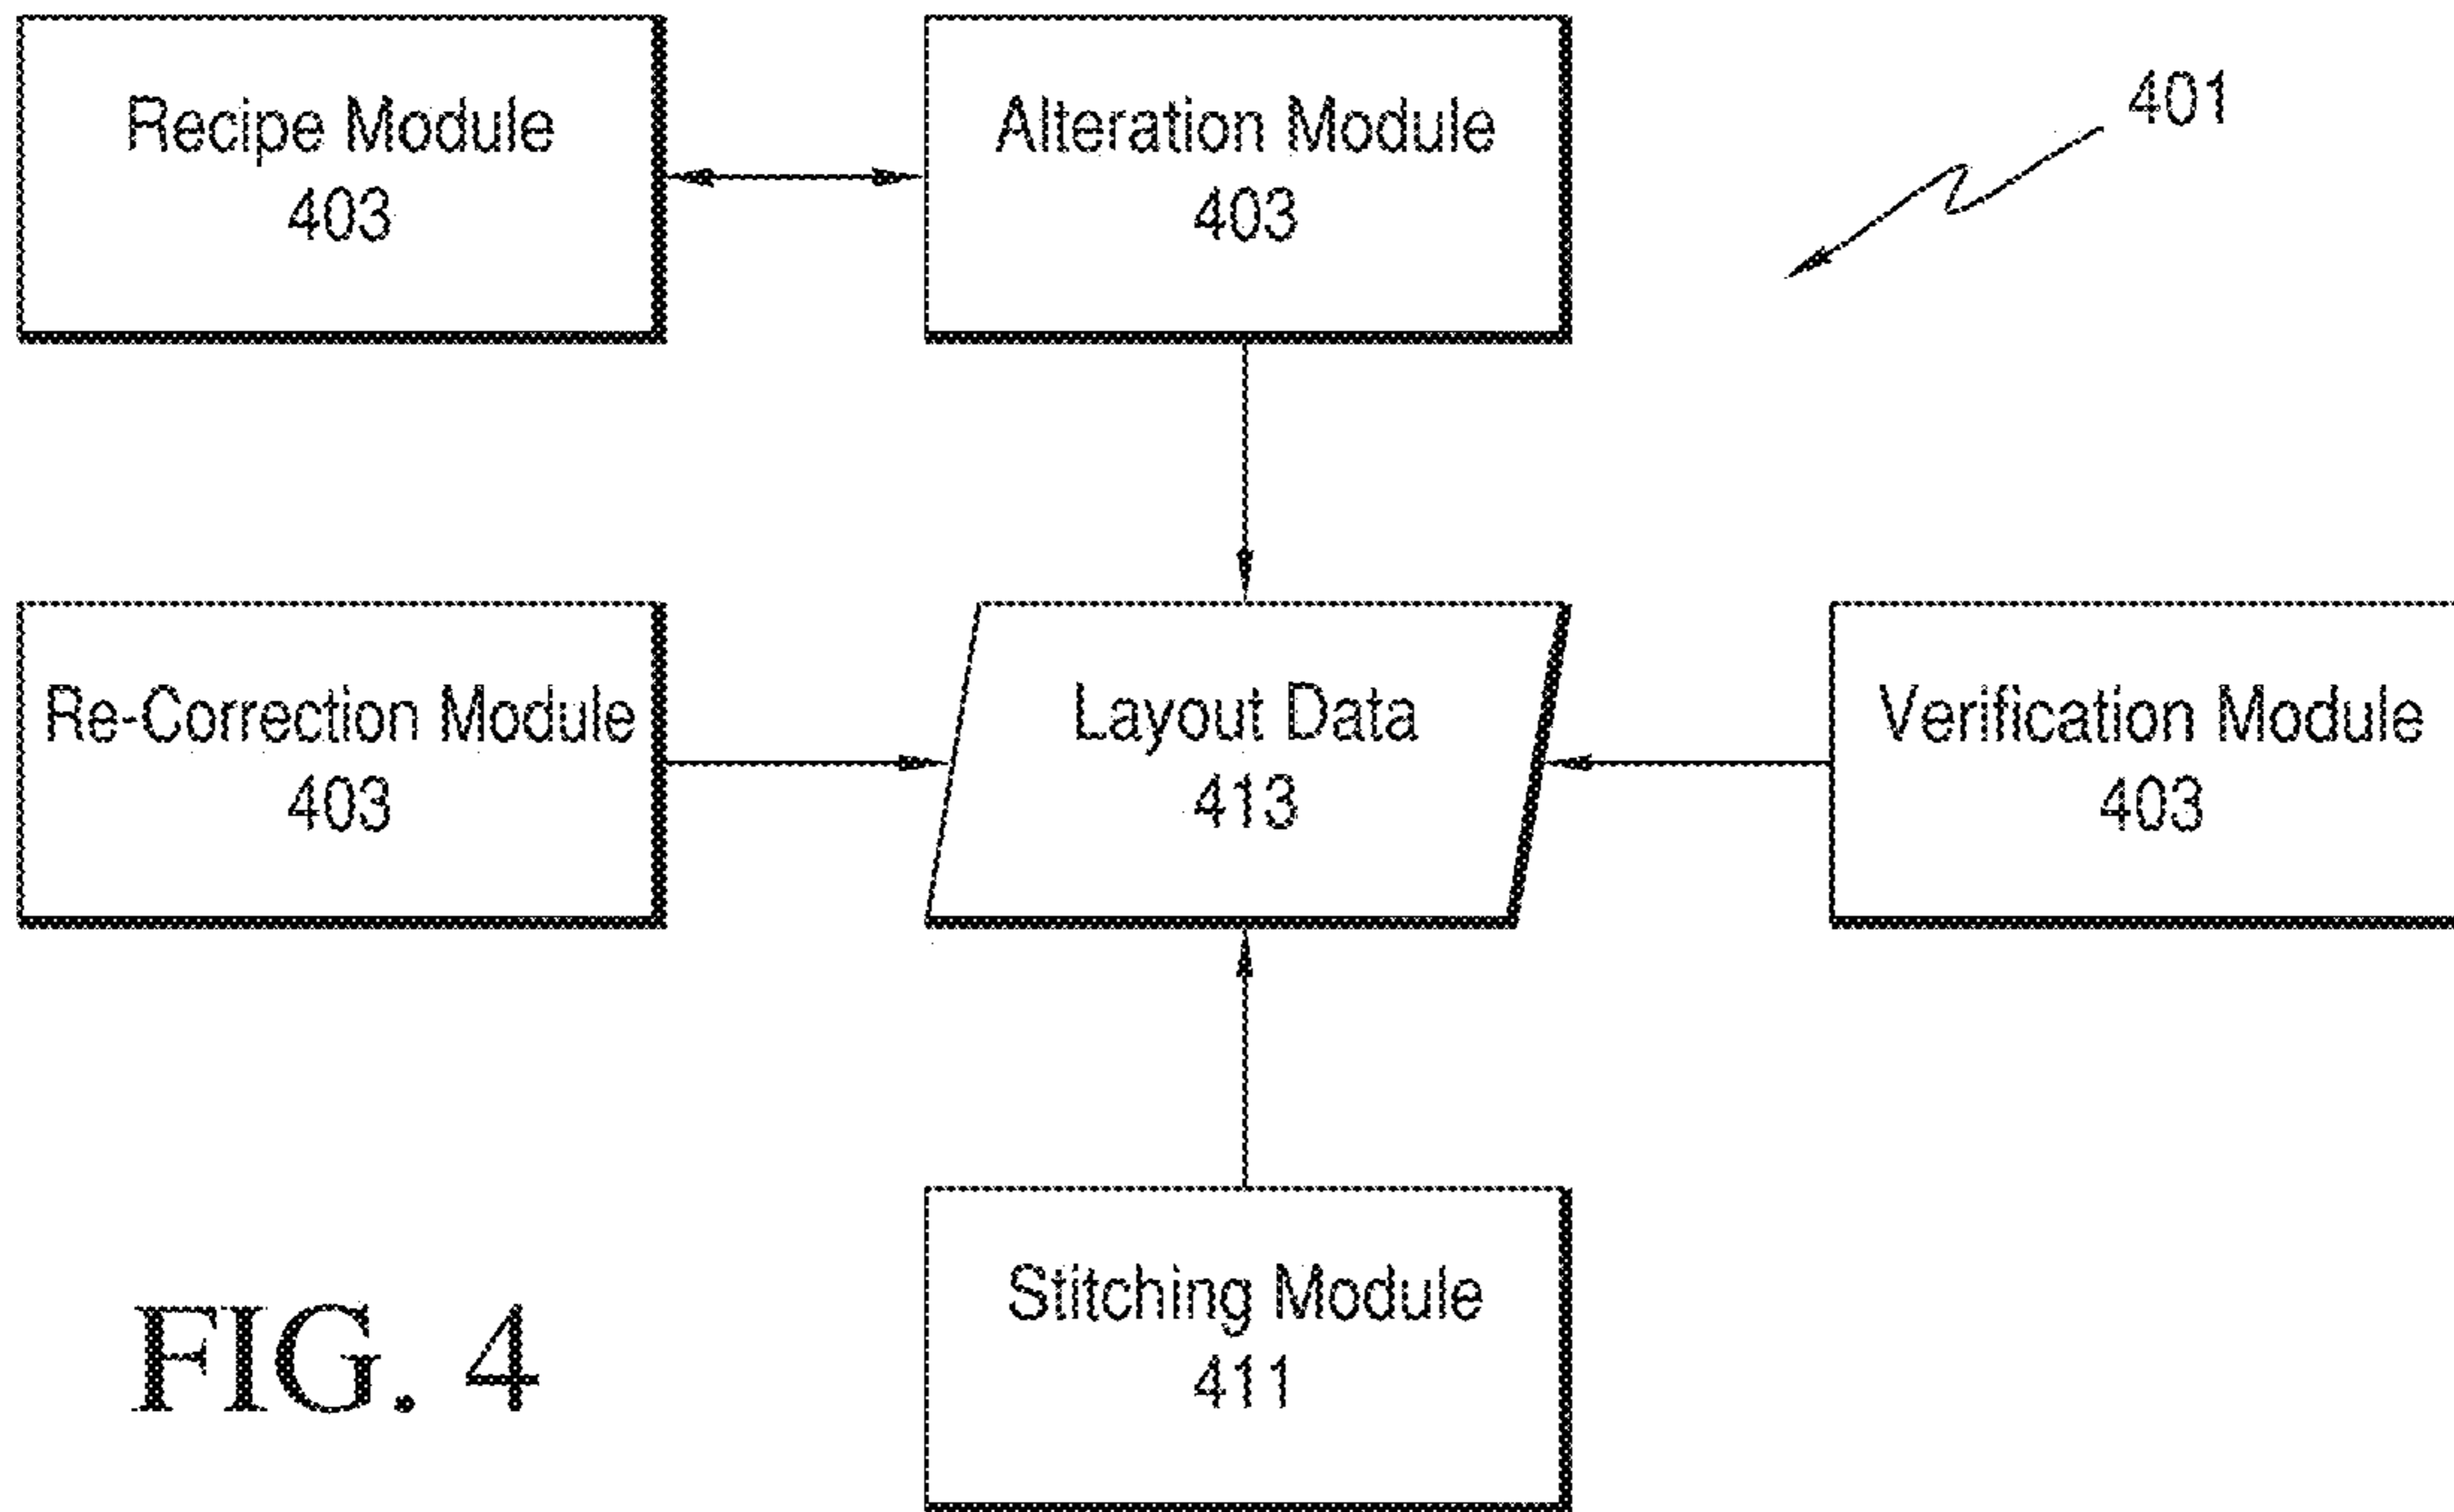 Recipe Module
403
Alteration Module
403
401
Re-Correction Module
403
Layout Data
413
Verification Module
403
Stitching Module
411
FIG. 4